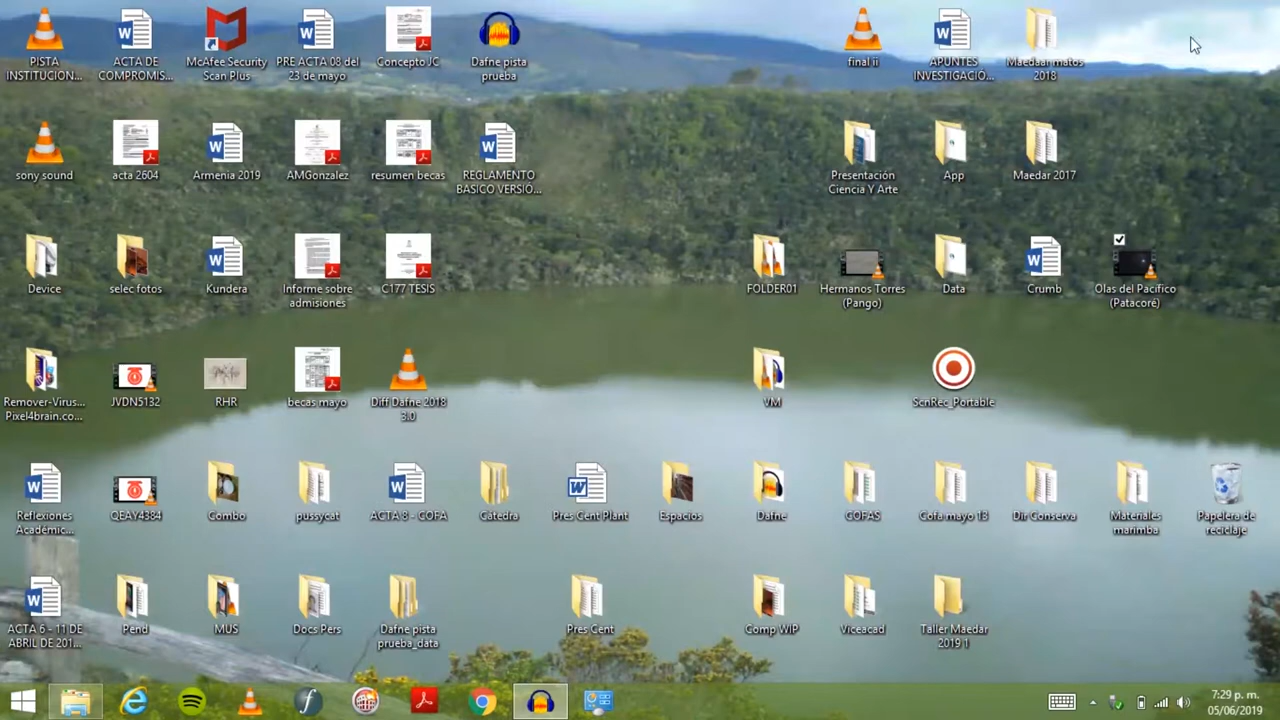 PISTA
INSTITUCION...
ACTA DE
COMPROMIS...
McAfee Security
Scan Plus
PRE ACTA 08 del
23 de mayo
Concepto JC
Dafne pista
prueba
final ii
APUNTES
INVESTIGACIÓ...
Maedaar matos
2018
sony sound
acta 2604
Armenia 2019
AMGonzalez
resumen becas
REGLAMENTO
BASICO VERSIÓ...
Presentación
Ciencia Y Arte
App
Maedar 2017
Device
selec fotos
Kundera
Informe sobre
admisiones
C177 TESIS
FOLDER01
Hermanos Torres
(Pango)
Data
Crumb
Olas del Pacífico
(Patacoré)
Remover-Virus...
Pixel4brain.co...
JVDN5132
RHR
becas mayo
Diff Dafne 2018
3.0
VM
ScnRec_Portable
Reflexiones
Académic...
QEAY4984
Combo
pussycat
ACTA 8 - COFA
Cátedra
Pres Cent Plant
Espacios
Dafne
COFAS
Cofa mayo 13
Dir Conserva
Materiales
marimba
Papelera de
reciclaje
ACTA 6 - 11 DE
ABRIL DE 201...
Pend
MUS
Docs Pers
Dafne pista
prueba_data
Pres Cent
Comp WIP
Viceacad
Taller Maedar
2019 1
7:29 p. m.
05/06/2019